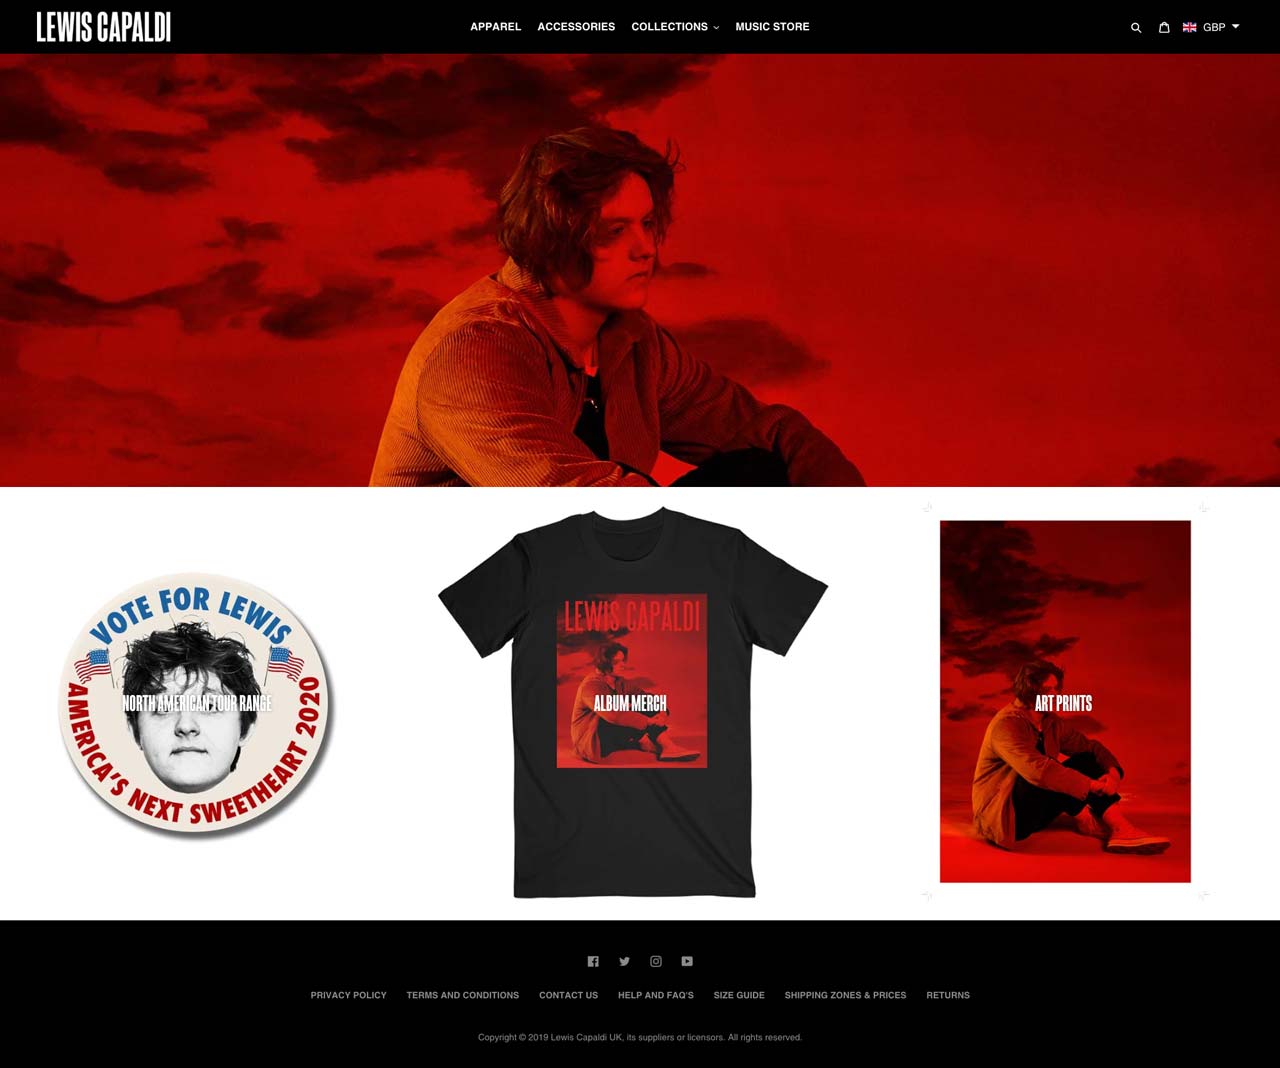 LEWIS CAPALDI
APPAREL ACCESSORIES COLLECTIONS MUSIC STORE
GBP
VOTE FOR LEWIS
NORTH AMERICAN TOUR RANGE
AMERICA'S NEXT SWEETHEART 2020
LEWIS CAPALDI
ALBUM MERCH
ART PRINTS
PRIVACY POLICY TERMS AND CONDITIONS CONTACT US HELP AND FAQ'S SIZE GUIDE SHIPPING ZONES & PRICES RETURNS
Copyright © 2019 Lewis Capaldi UK, its suppliers or licensors. All rights reserved.